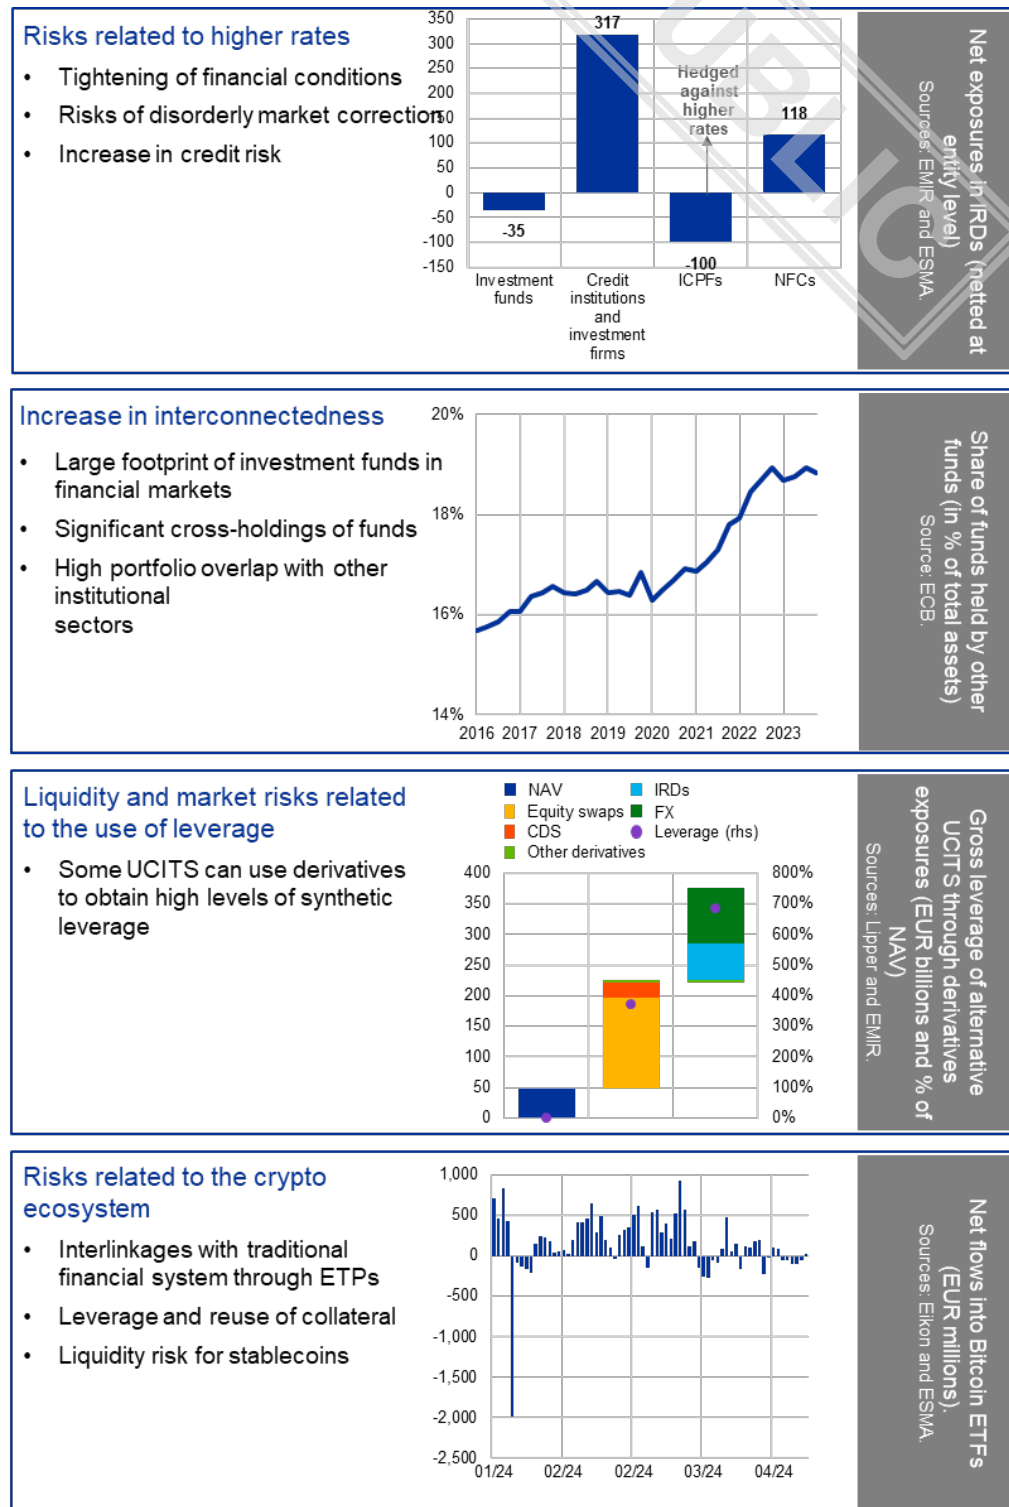 Risks related to higher rates
• Tightening of financial conditions
• Risks of disorderly market correction
• Increase in credit risk
350
300
250
200
150
100
50
0
-50
-100
-150
317
Hedged
against
higher
rates
118
-35
-100
Investment
funds
Credit
institutions
and
investment
firms
ICPFs
NFCs
Net exposures in IRDs (netted at
entity level)
Sources: EMIR and ESMA.
PUBLIC
Increase in interconnectedness
• Large footprint of investment funds in
financial markets
• Significant cross-holdings of funds
• High portfolio overlap with other
institutional
sectors
20%
18%
16%
14%
2016 2017 2018 2019 2020 2021 2022 2023
Share of funds held by other
funds (in % of total assets)
Source: ECB.
Liquidity and market risks related
to the use of leverage
• Some UCITS can use derivatives
to obtain high levels of synthetic
leverage
NAV IRDs
Equity swaps FX
CDS Leverage (rhs)
Other derivatives
400 800%
350 700%
300 600%
250 500%
200 400%
150 300%
100 200%
50 100%
0 0%
Gross leverage of alternative
UCITS through derivatives
exposures (EUR billions and % of
NAV)
Sources: Lipper and EMIR.
Risks related to the crypto
ecosystem
• Interlinkages with traditional
financial system through ETPs
• Leverage and reuse of collateral
• Liquidity risk for stablecoins
1,000
500
0
-500
-1,000
-1,500
-2,000
-2,500
01/24 02/24 02/24 03/24 04/24
Net flows into Bitcoin ETFs
(EUR millions).
Sources: Eikon and ESMA.